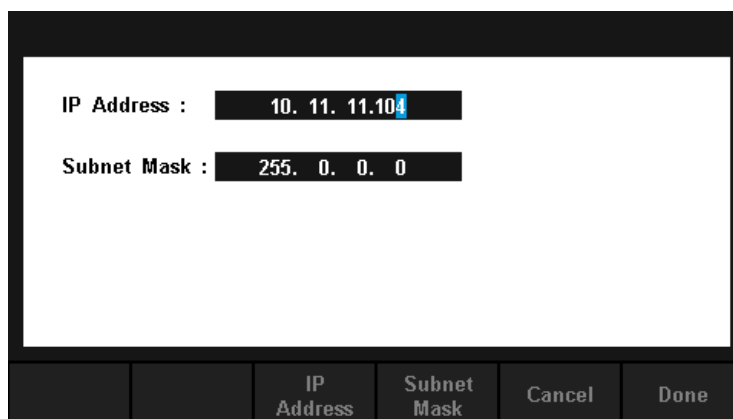 IP Address : 10. 11. 11.104
Subnet Mask : 255. 0. 0. 0
IP Address
Subnet Mask
Cancel
Done